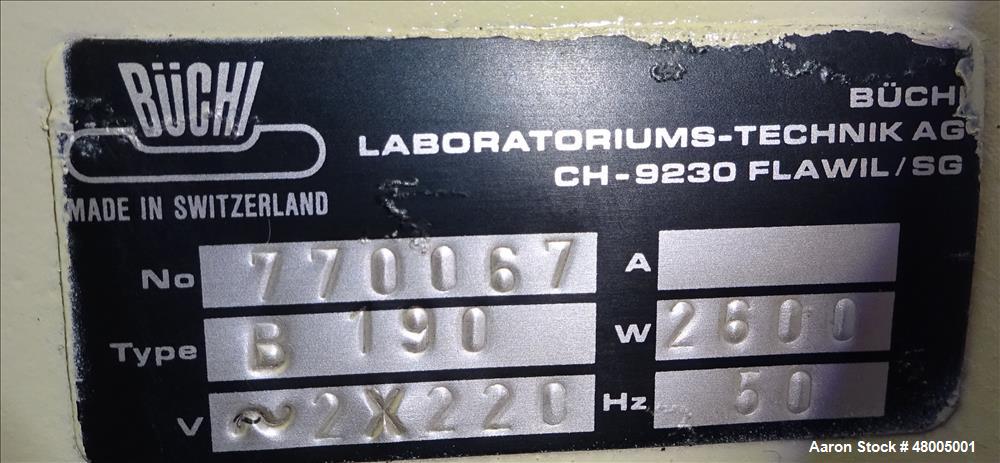 BÜCHI
MADE IN SWITZERLAND
BÜCHI
LABORATORIUMS-TECHNIK AG
CH-9230 FLAWIL/SG
No 770067
A
Type B 190
W 2600
V ~2X220
Hz 50
Aaron Stock # 48005001